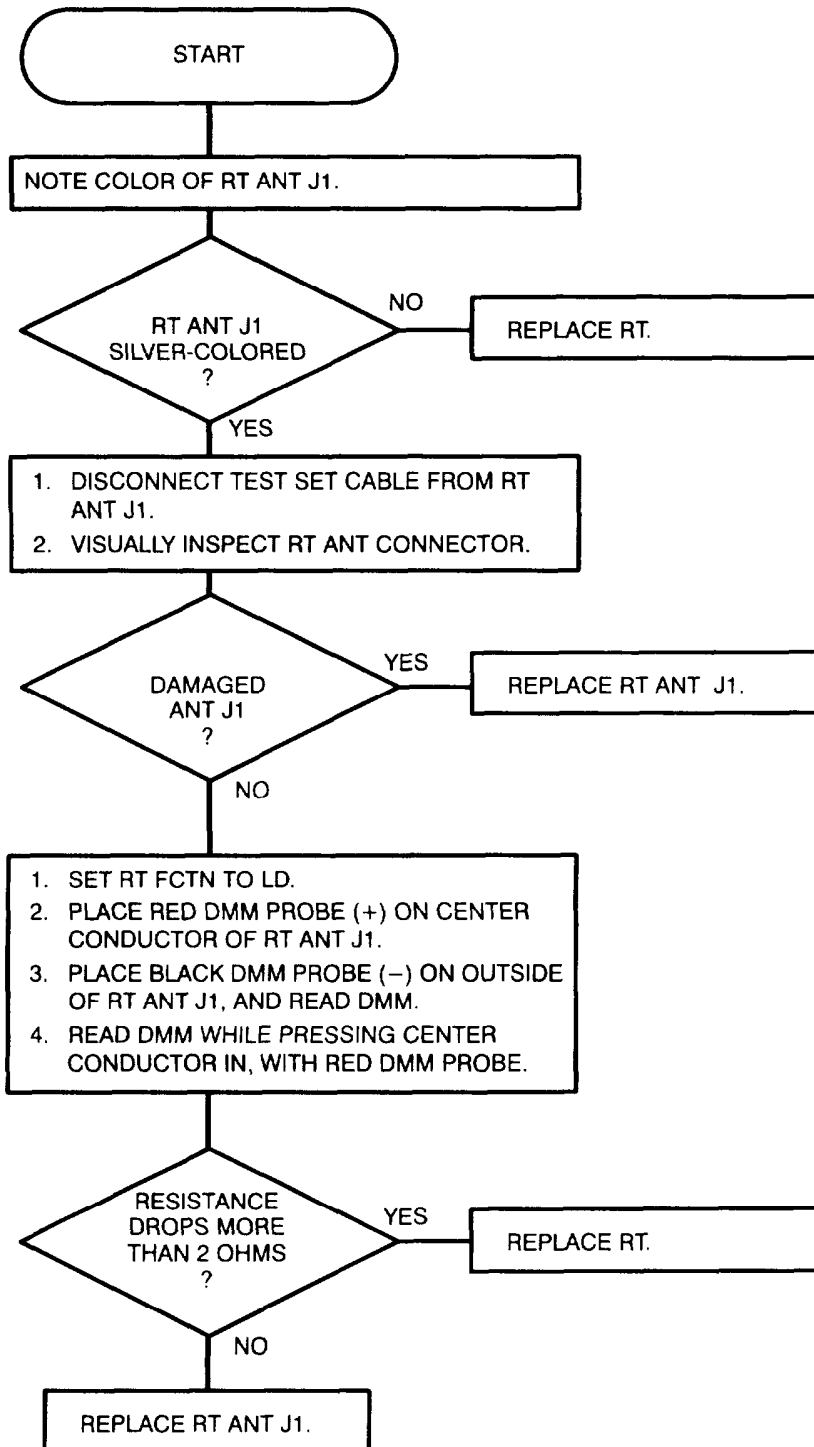 START
NOTE COLOR OF RT ANT J1.
RT ANT J1
SILVER-COLORED
?
NO
REPLACE RT.
YES
1. DISCONNECT TEST SET CABLE FROM RT
ANT J1.
2. VISUALLY INSPECT RT ANT CONNECTOR.
DAMAGED
ANT J1
?
YES
REPLACE RT ANT J1.
NO
1. SET RT FCTN TO LD.
2. PLACE RED DMM PROBE (+) ON CENTER
CONDUCTOR OF RT ANT J1.
3. PLACE BLACK DMM PROBE (−) ON OUTSIDE
OF RT ANT J1, AND READ DMM.
4. READ DMM WHILE PRESSING CENTER
CONDUCTOR IN, WITH RED DMM PROBE.
RESISTANCE
DROPS MORE
THAN 2 OHMS
?
YES
REPLACE RT.
NO
REPLACE RT ANT J1.